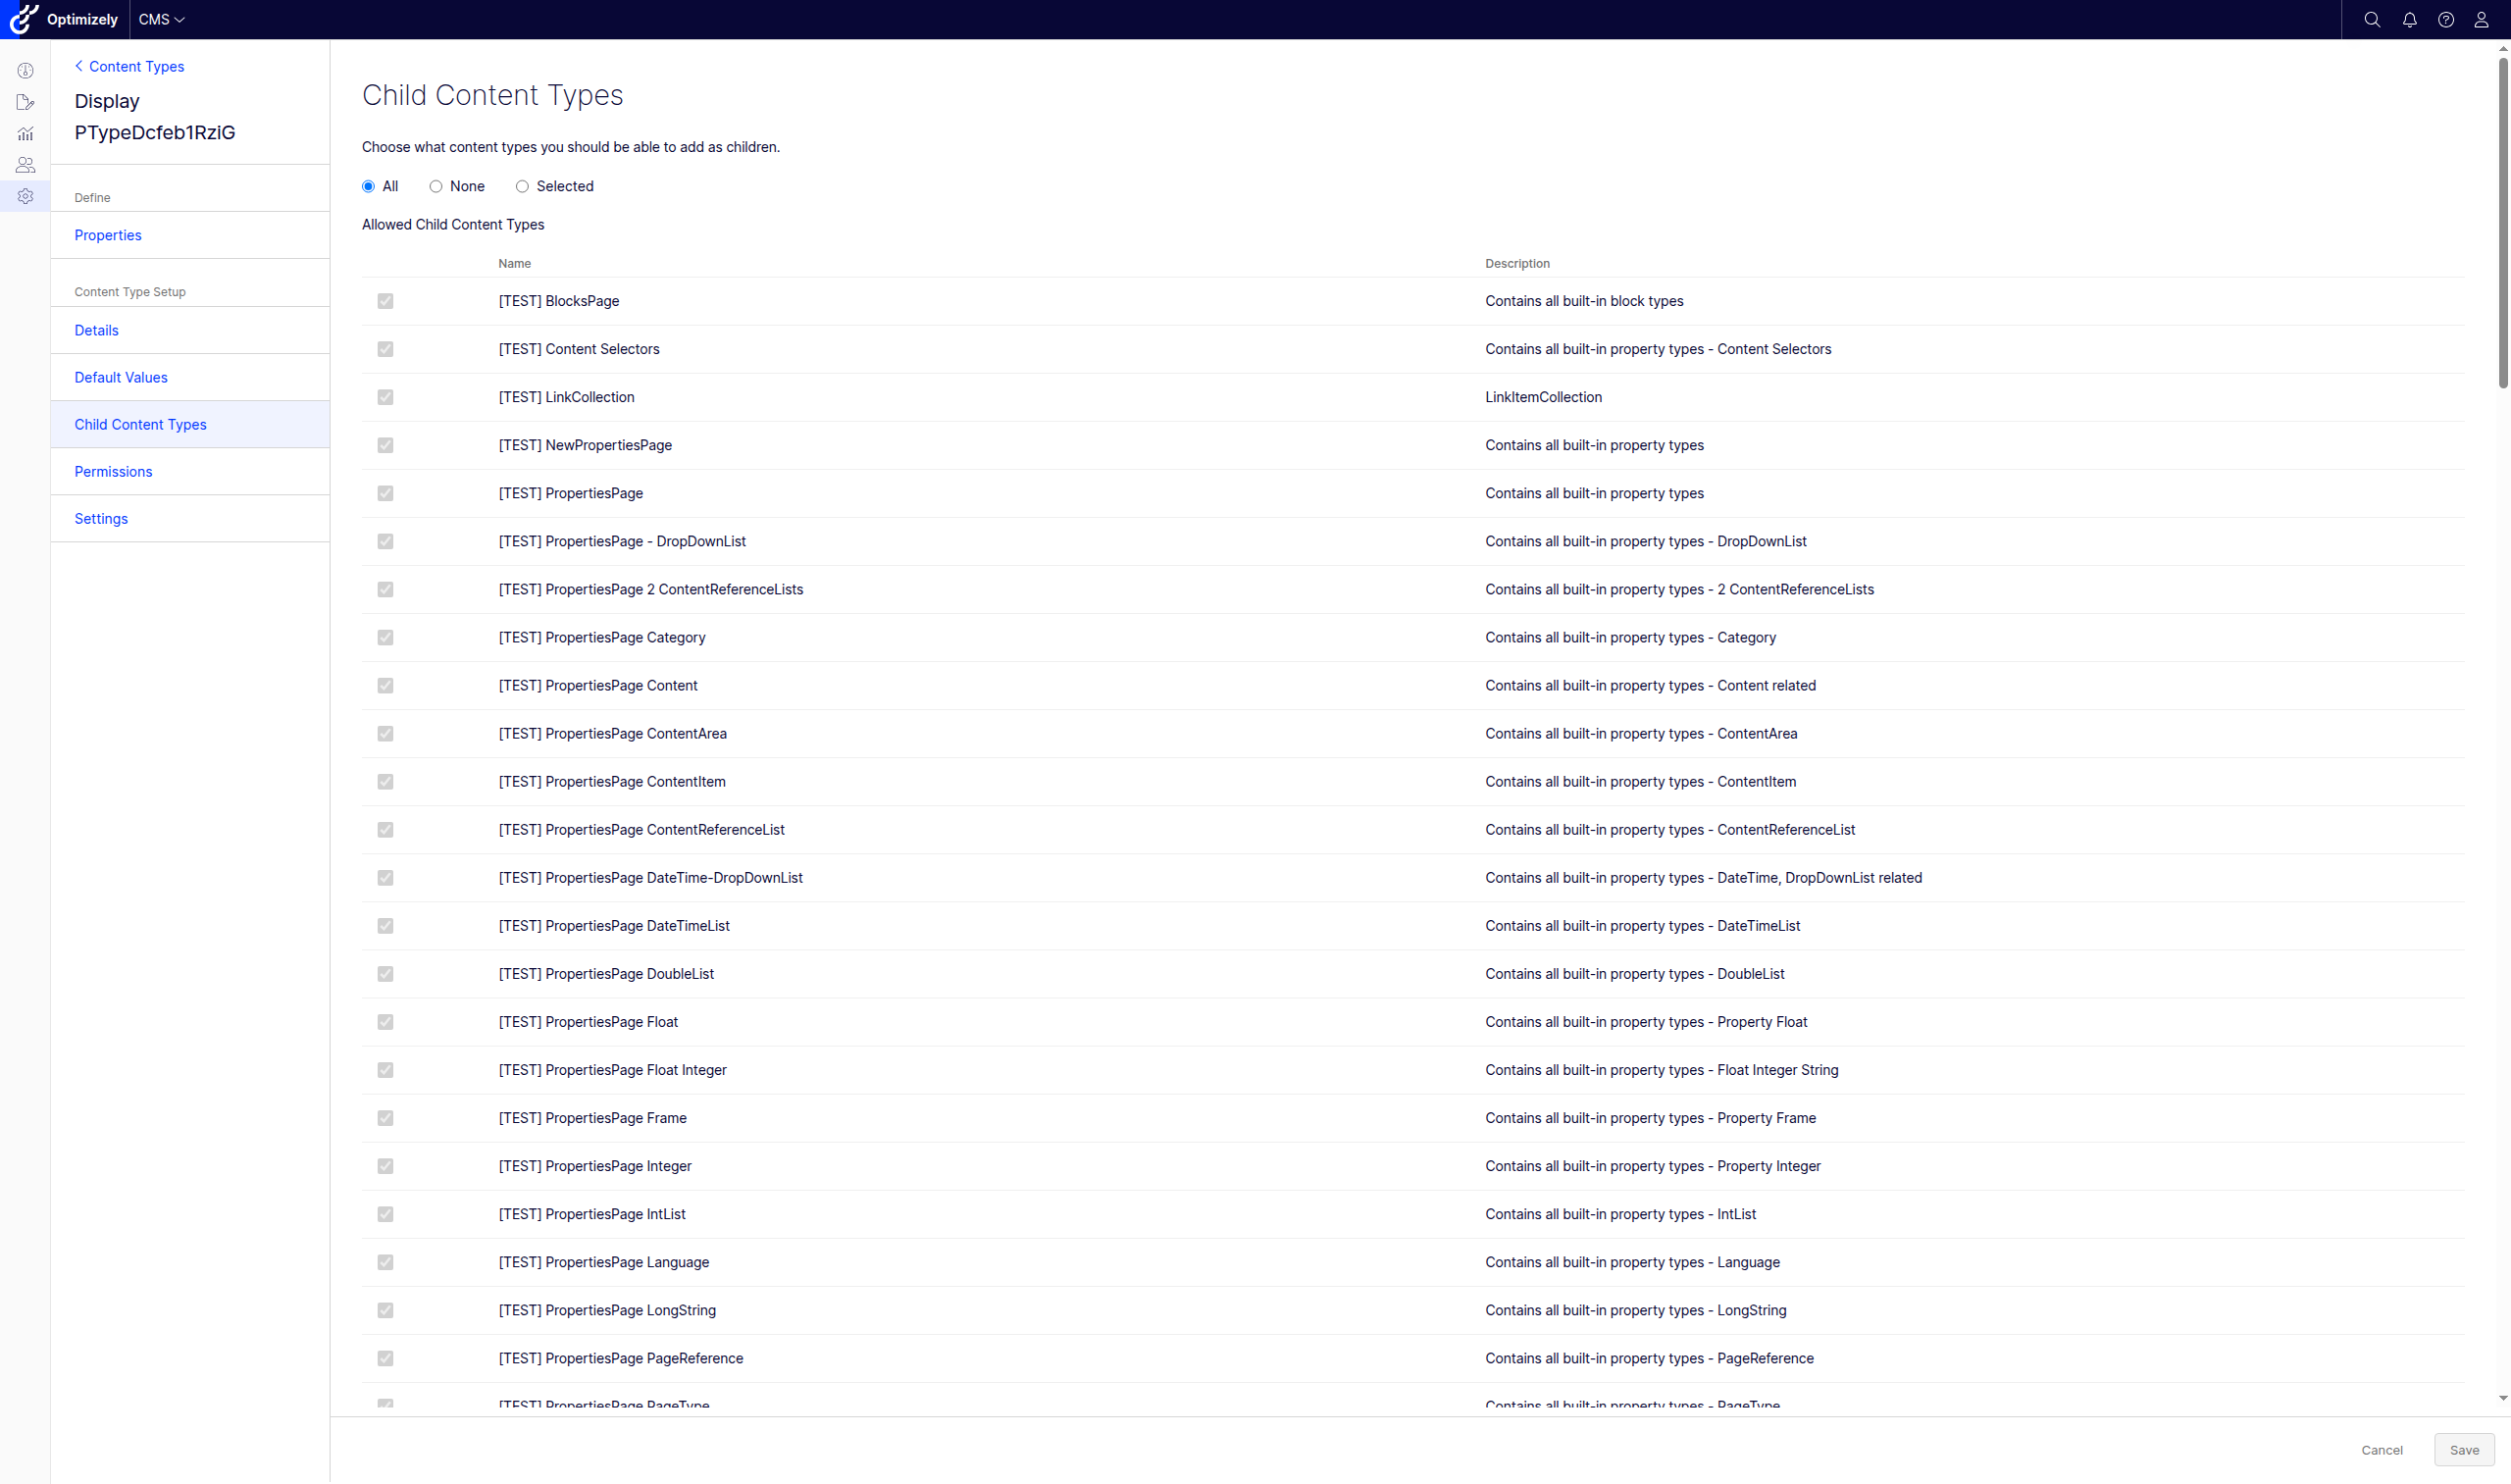 Optimizely
CMS
Content Types
Display
PTypeDcfeb1RziG
Define
Properties
Content Type Setup
Details
Default Values
Child Content Types
Permissions
Settings
Child Content Types
Choose what content types you should be able to add as children.
All None Selected
Allowed Child Content Types
Name Description
[TEST] BlocksPage Contains all built-in block types
[TEST] Content Selectors Contains all built-in property types - Content Selectors
[TEST] LinkCollection LinkItemCollection
[TEST] NewPropertiesPage Contains all built-in property types
[TEST] PropertiesPage Contains all built-in property types
[TEST] PropertiesPage - DropDownList Contains all built-in property types - DropDownList
[TEST] PropertiesPage 2 ContentReferenceLists Contains all built-in property types - 2 ContentReferenceLists
[TEST] PropertiesPage Category Contains all built-in property types - Category
[TEST] PropertiesPage Content Contains all built-in property types - Content related
[TEST] PropertiesPage ContentArea Contains all built-in property types - ContentArea
[TEST] PropertiesPage ContentItem Contains all built-in property types - ContentItem
[TEST] PropertiesPage ContentReferenceList Contains all built-in property types - ContentReferenceList
[TEST] PropertiesPage DateTime-DropDownList Contains all built-in property types - DateTime, DropDownList related
[TEST] PropertiesPage DateTimeList Contains all built-in property types - DateTimeList
[TEST] PropertiesPage DoubleList Contains all built-in property types - DoubleList
[TEST] PropertiesPage Float Contains all built-in property types - Property Float
[TEST] PropertiesPage Float Integer Contains all built-in property types - Float Integer String
[TEST] PropertiesPage Frame Contains all built-in property types - Property Frame
[TEST] PropertiesPage Integer Contains all built-in property types - Property Integer
[TEST] PropertiesPage IntList Contains all built-in property types - IntList
[TEST] PropertiesPage Language Contains all built-in property types - Language
[TEST] PropertiesPage LongString Contains all built-in property types - LongString
[TEST] PropertiesPage PageReference Contains all built-in property types - PageReference
[TEST] PropertiesPage PageType Contains all built-in property types - PageType
Cancel Save